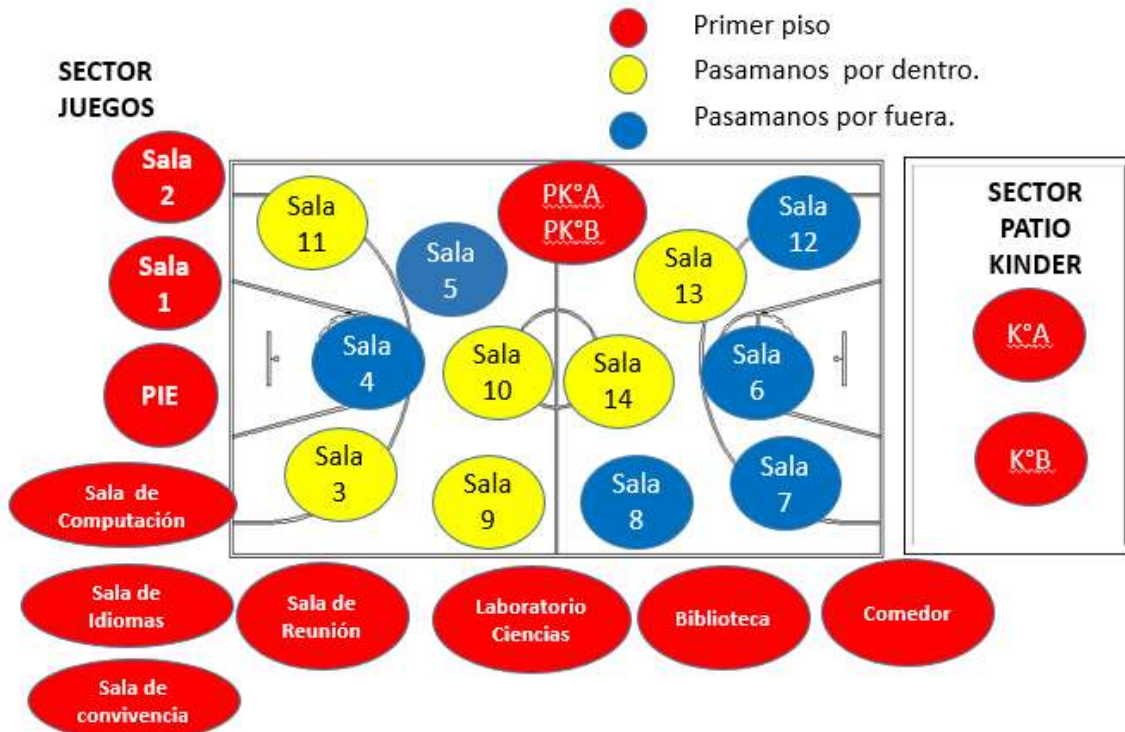 Primer piso
Pasamanos por dentro.
Pasamanos por fuera.
SECTOR
JUEGOS
Sala
2
Sala
1
PIE
Sala de
Computación
Sala de
Idiomas
Sala de
convivencia
Sala
11
Sala
5
PK°A
PK°B
Sala
13
Sala
12
Sala
4
Sala
10
Sala
14
Sala
6
Sala
3
Sala
9
Sala
8
Sala
7
Sala de
Reunión
Laboratorio
Ciencias
Biblioteca
Comedor
SECTOR
PATIO
KINDER
K°A
K°B